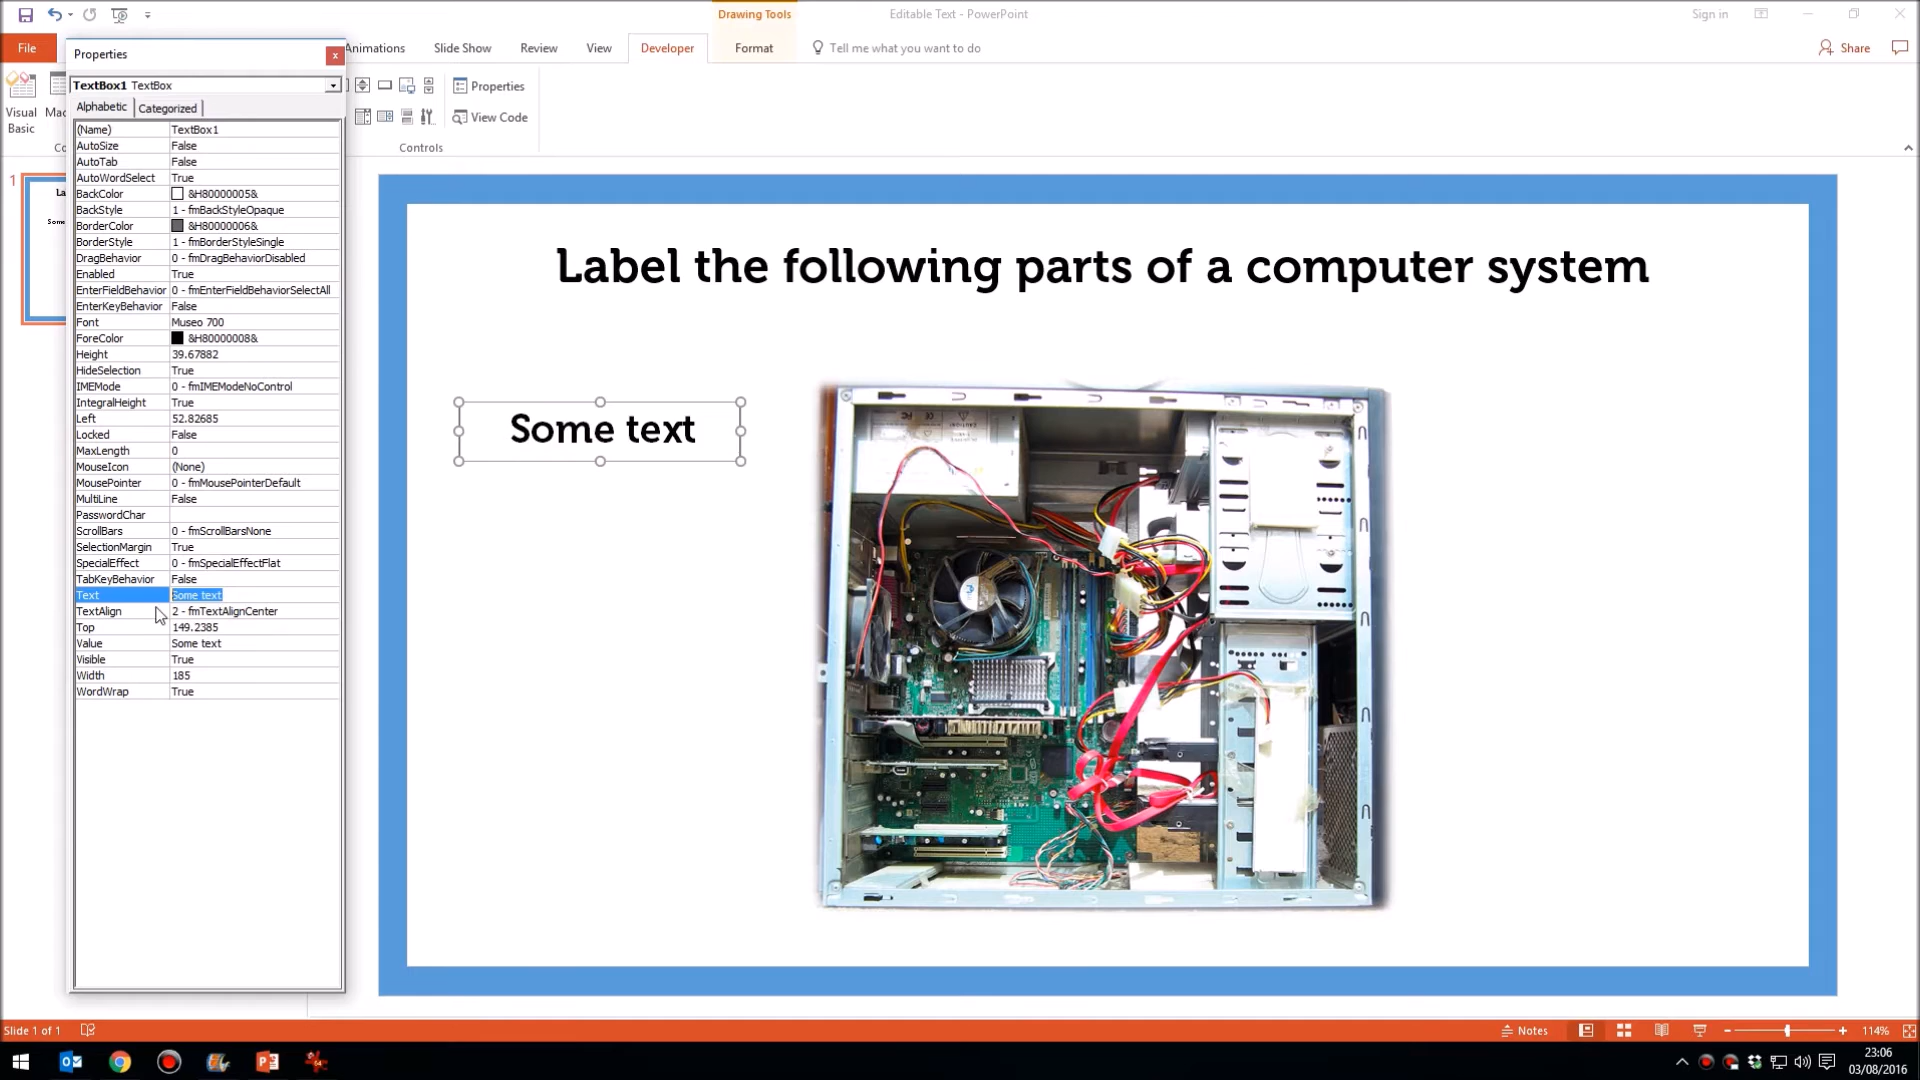 Drawing Tools
Editable Text - PowerPoint
Sign in
File
Animations
Slide Show
Review
View
Developer
Format
Tell me what you want to do
Share
Properties
TextBox1 TextBox
Alphabetic
Categorized
Visual
Basic
Properties
View Code
Controls
(Name) TextBox1
AutoSize False
AutoTab False
AutoWordSelect True
BackColor &H80000005&
BackStyle 1 - fmBackStyleOpaque
BorderColor &H80000006&
BorderStyle 1 - fmBorderStyleSingle
DragBehavior 0 - fmDragBehaviorDisabled
Enabled True
EnterFieldBehavior 0 - fmEnterFieldBehaviorSelectAll
EnterKeyBehavior False
Font Museo 700
ForeColor &H80000008&
Height 39.67882
HideSelection True
IMEMode 0 - fmIMEModeNoControl
IntegralHeight True
Left 52.82685
Locked False
MaxLength 0
MouseIcon (None)
MousePointer 0 - fmMousePointerDefault
MultiLine False
PasswordChar
ScrollBars 0 - fmScrollBarsNone
SelectionMargin True
SpecialEffect 0 - fmSpecialEffectFlat
TabKeyBehavior False
Text Some text
TextAlign 2 - fmTextAlignCenter
Top 149.2385
Value Some text
Visible True
Width 185
WordWrap True
1
Label the following parts of a computer system
Some text
Slide 1 of 1
Notes
114%
23:06
03/08/2016